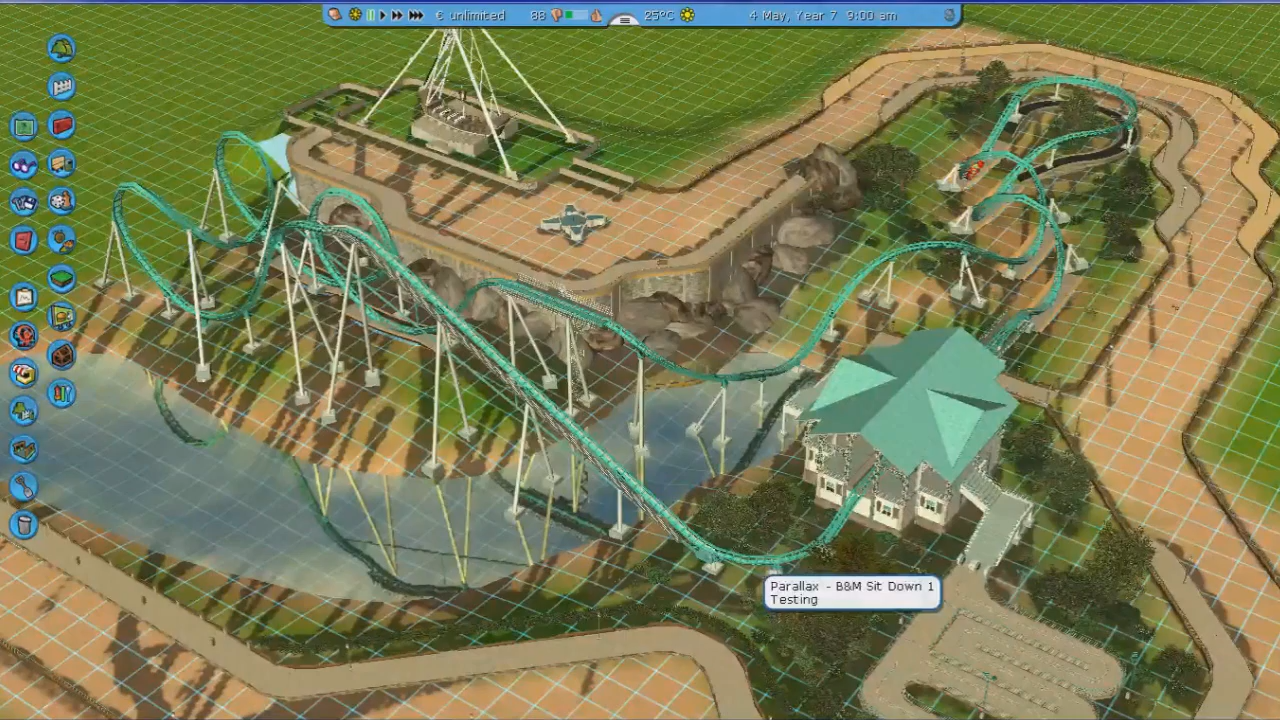 € unlimited 88 25°C 4 May, Year 7 9:00 am
Parallax - B&M Sit Down 1
Testing